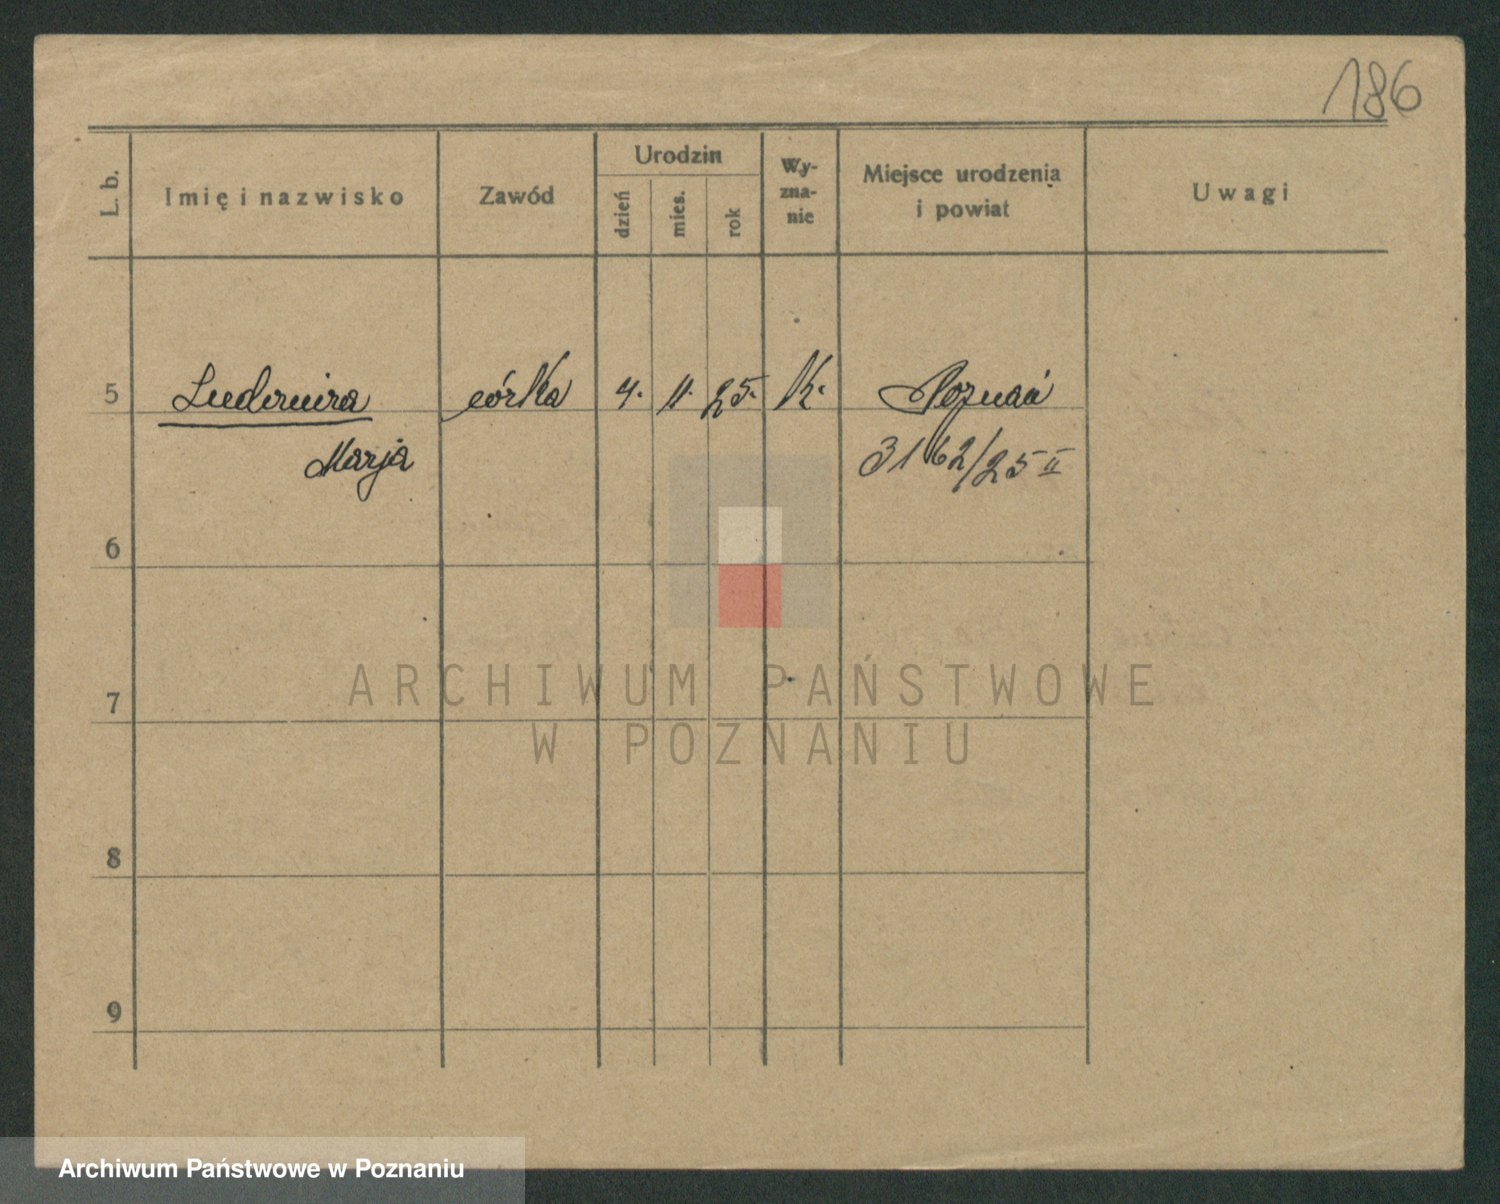 186
L. b.
Imię i nazwisko
Zawód
Urodzin
dzień
mies.
rok
Wy-
zna-
nie
Miejsce urodzenia
i powiat
Uwagi
5 Ludmira córka 4. 11. 25. K. Poznań
Marja 3162/25 II
6
7
8
9
ARCHIWUM PAŃSTWOWE
W POZNANIU
Archiwum Państwowe w Poznaniu